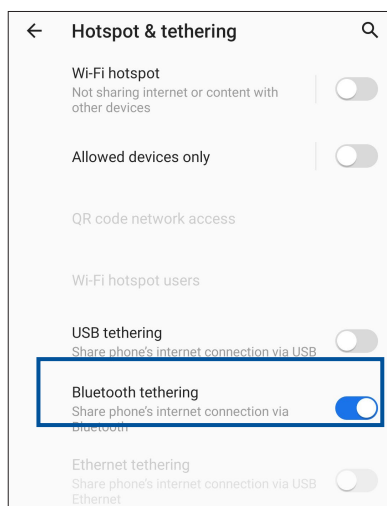 Hotspot & tethering
Wi-Fi hotspot
Not sharing internet or content with
other devices
Allowed devices only
QR code network access
Wi-Fi hotspot users
USB tethering
Share phone's internet connection via USB
Bluetooth tethering
Share phone's internet connection via
Bluetooth
Ethernet tethering
Share phone's internet connection via USB
Ethernet